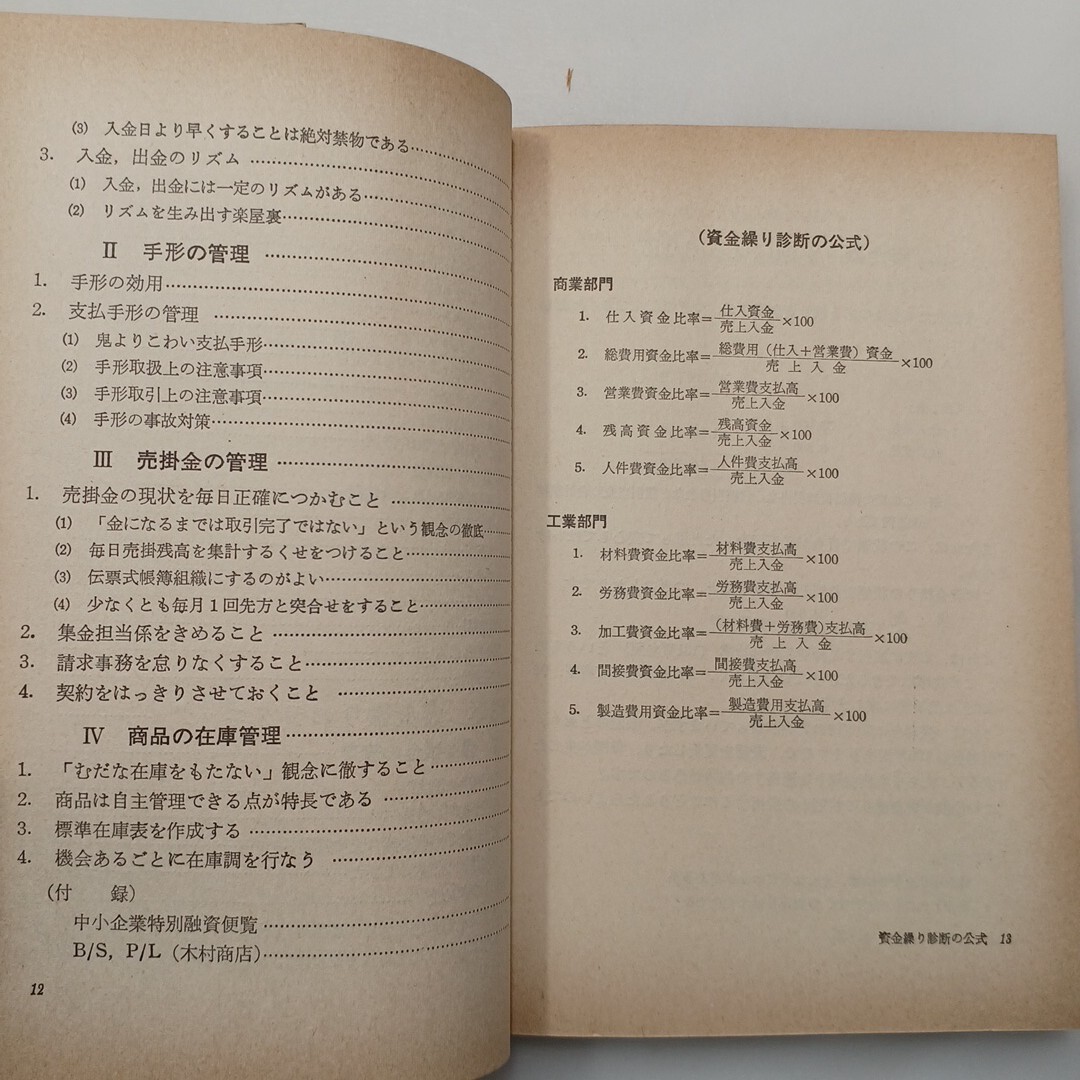 (3) 入金日より早くすることは絶対禁物である……
3. 入金，出金のリズム ……
(1) 入金，出金には一定のリズムがある……
(2) リズムを生み出す楽屋裏……
Ⅱ 手形の管理 ……
1. 手形の効用……
2. 支払手形の管理 ……
(1) 鬼よりこわい支払手形……
(2) 手形取扱上の注意事項……
(3) 手形取引上の注意事項……
(4) 手形の事故対策……
Ⅲ 売掛金の管理……
1. 売掛金の現状を毎日正確につかむこと ……
(1) 「金になるまでは取引完了ではない」という観念の徹底……
(2) 毎日売掛残高を集計するくせをつけること……
(3) 伝票式帳簿組織にするのがよい……
(4) 少なくとも毎月1回先方と突合せをすること……
2. 集金担当係をきめること ……
3. 請求事務を怠りなくすること……
4. 契約をはっきりさせておくこと ……
Ⅳ 商品の在庫管理……
1. 「むだな在庫をもたない」観念に徹すること……
2. 商品は自主管理できる点が特長である ……
3. 標準在庫表を作成する ……
4. 機会あるごとに在庫調を行なう ……
（付　録）
中小企業特別融資便覧……
B/S，P/L（木村商店）……
12
（資金繰り診断の公式）
商業部門
1. 仕入資金比率=仕入資金/売上入金×100
2. 総費用資金比率=総費用（仕入+営業費）資金/売上入金×100
3. 営業費資金比率=営業費支払高/売上入金×100
4. 残高資金比率=残高資金/売上入金×100
5. 人件費資金比率=人件費支払高/売上入金×100
工業部門
1. 材料費資金比率=材料費支払高/売上入金×100
2. 労務費資金比率=労務費支払高/売上入金×100
3. 加工費資金比率=(材料費+労務費)支払高/売上入金×100
4. 間接費資金比率=間接費支払高/売上入金×100
5. 製造費用資金比率=製造費用支払高/売上入金×100
資金繰り診断の公式 13